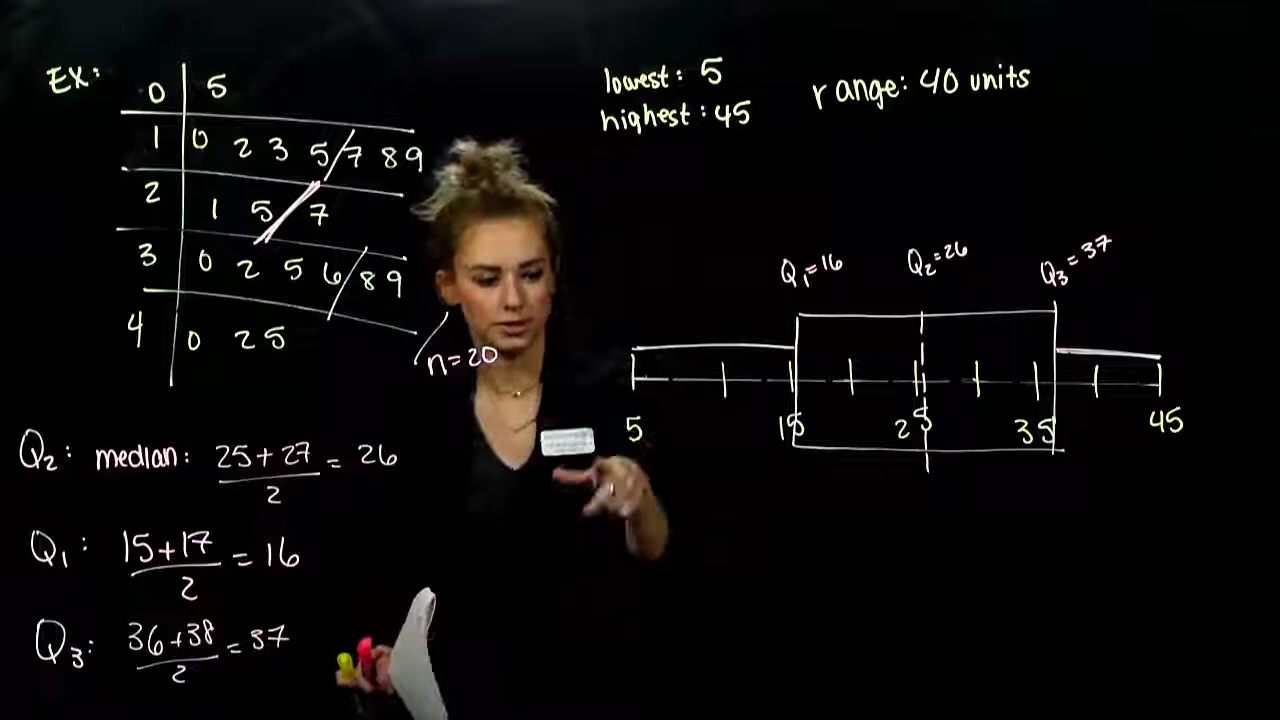 EX:
0 | 5
1 | 0 2 3 5 / 7 8 9
2 | 1 5 / 7
3 | 0 2 5 6 / 8 9
4 | 0 2 5
n=20
Q₂: median: (25+27)/2 = 26
Q₁: (15+17)/2 = 16
Q₃: (36+38)/2 = 37
lowest: 5
highest: 45
range: 40 units
Q₁=16 Q₂=26 Q₃=37
5 15 25 35 45